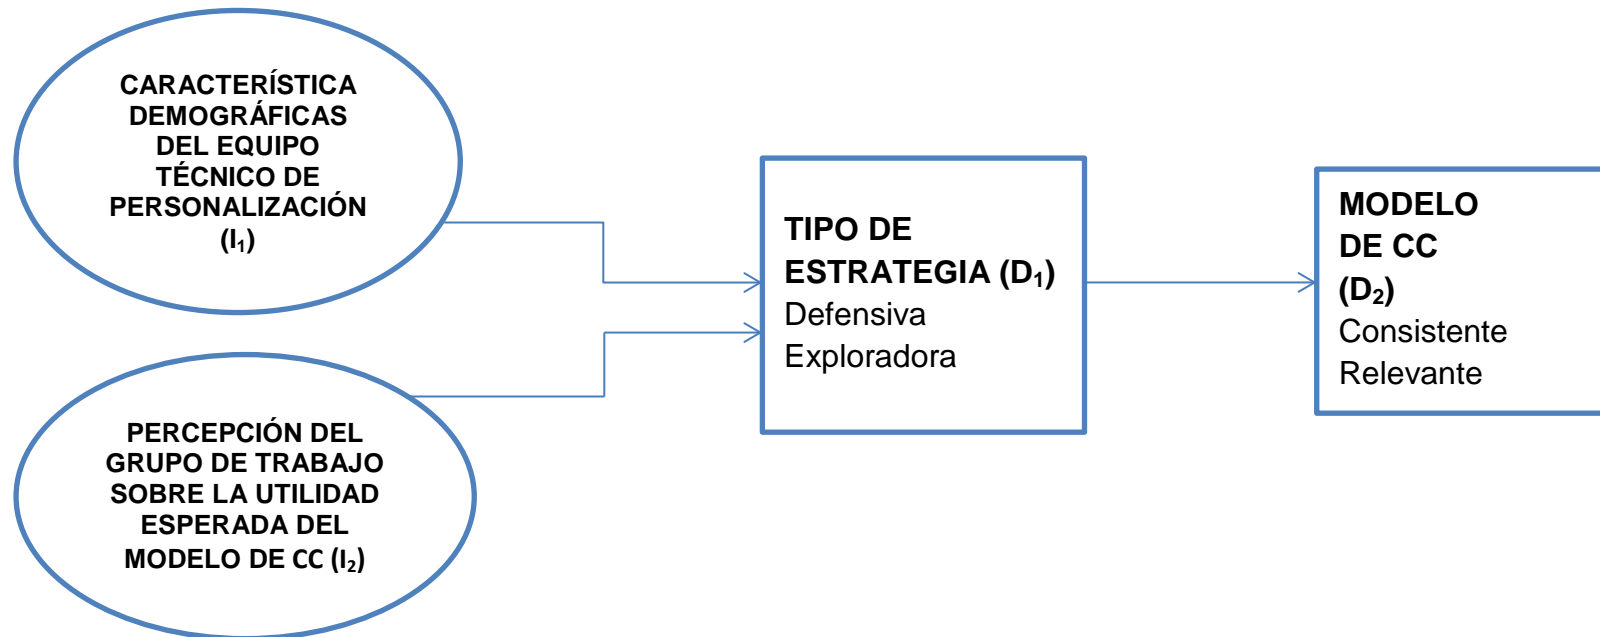 CARACTERÍSTICA
DEMOGRÁFICAS
DEL EQUIPO
TÉCNICO DE
PERSONALIZACIÓN
(I₁)
PERCEPCIÓN DEL
GRUPO DE TRABAJO
SOBRE LA UTILIDAD
ESPERADA DEL
MODELO DE CC (I₂)
TIPO DE
ESTRATEGIA (D₁)
Defensiva
Exploradora
MODELO
DE CC
(D₂)
Consistente
Relevante